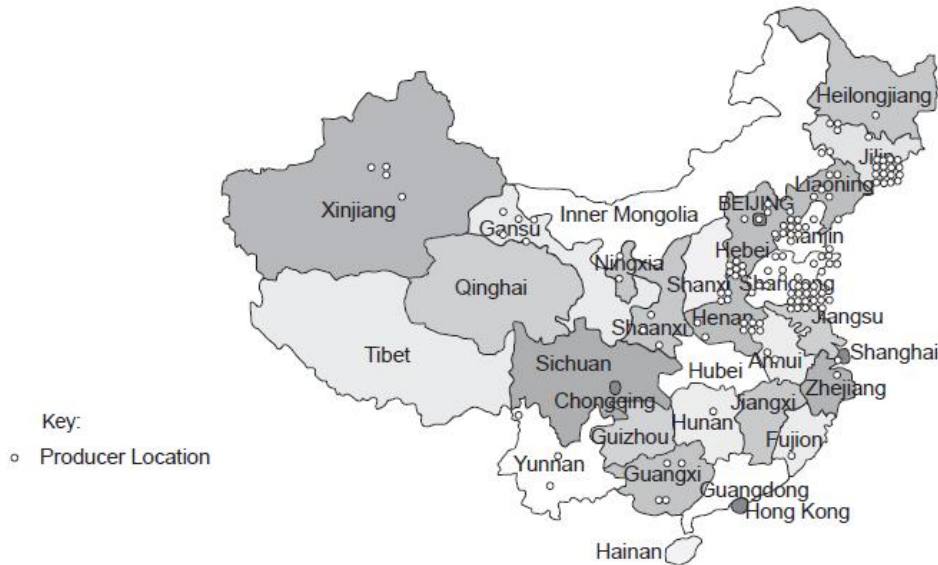 Heilongjiang
Jilin
Liaoning
BEIJING
Xinjiang
Inner Mongolia
Gansu
Tianjin
Hebei
Ningxia
Qinghai
Shanxi
Shandong
Shaanxi
Henan
Jiangsu
Tibet
Sichuan
Hubei
Anhui
Shanghai
Chongqing
Jiangxi
Zhejiang
Key:
Hunan
Guizhou
Fujion
Producer Location
Yunnan
Guangxi
Guangdong
Hong Kong
Hainan